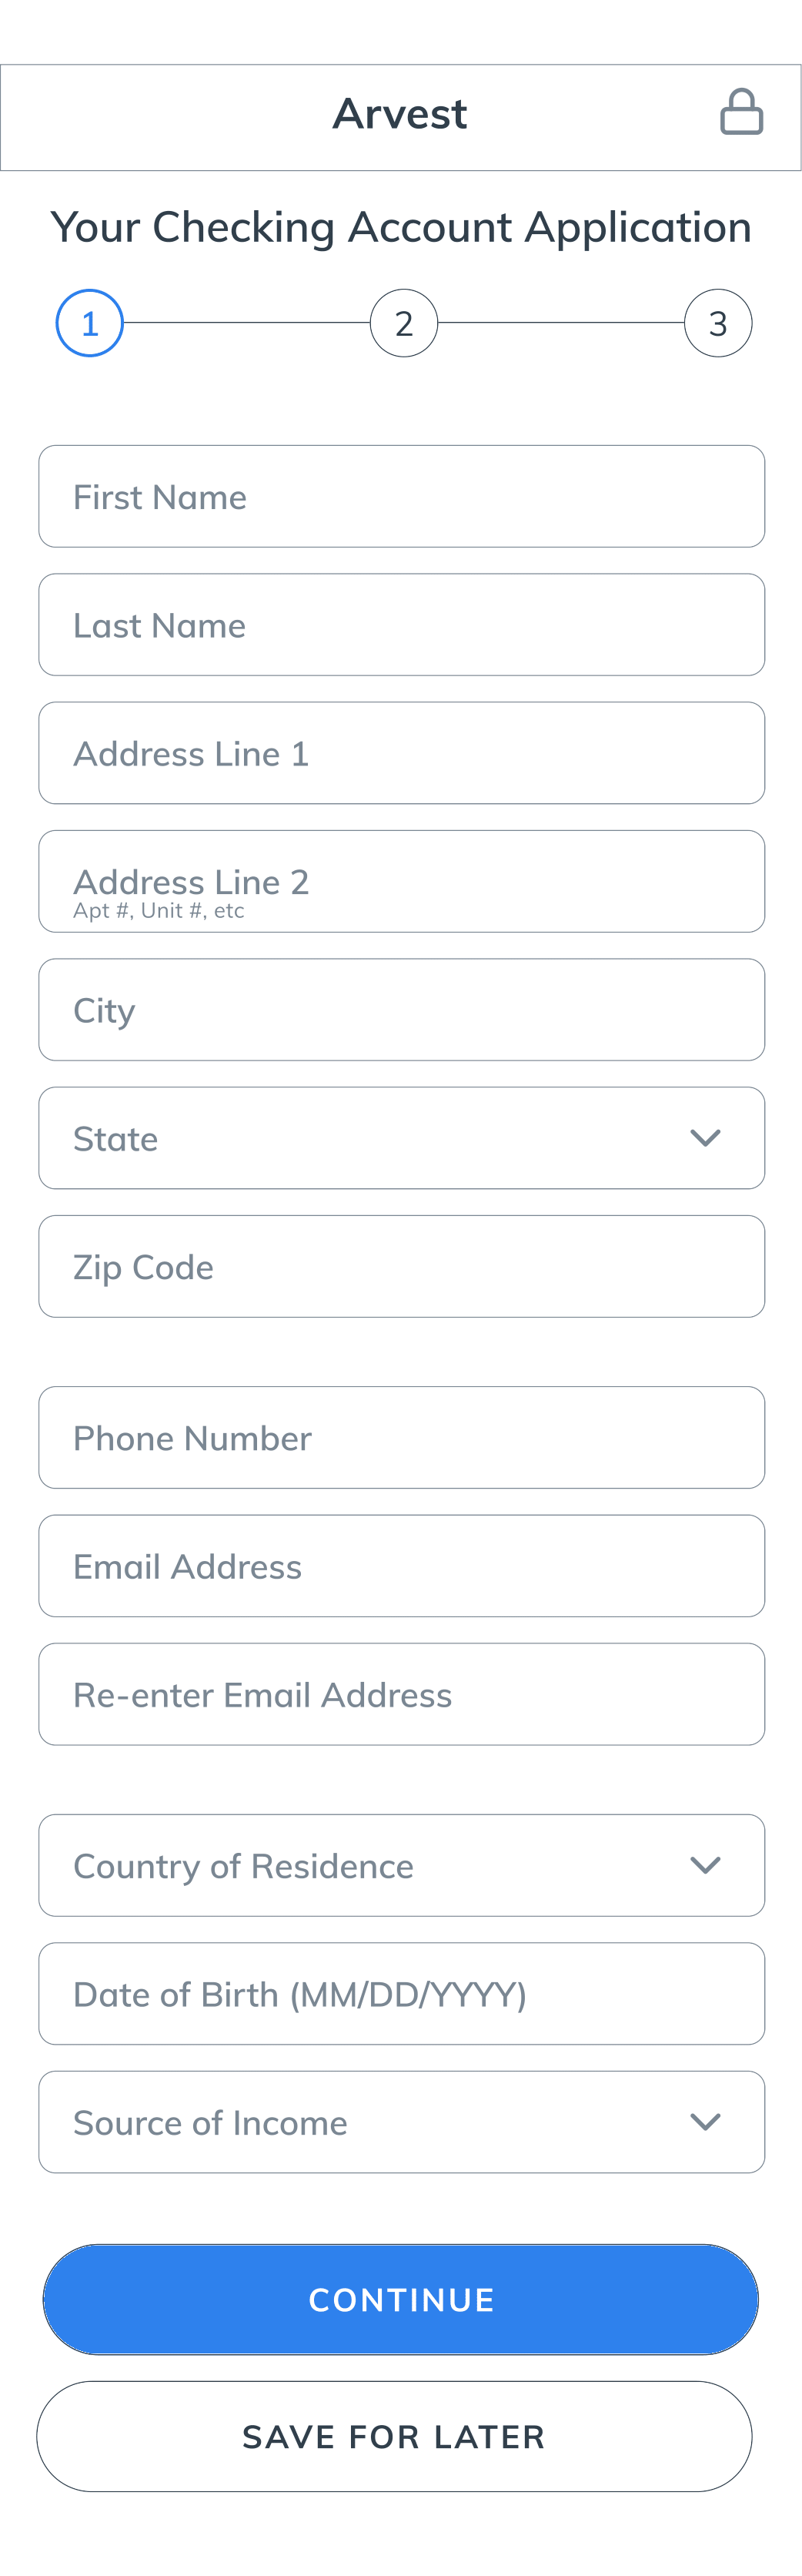 Arvest
Your Checking Account Application
1 2 3
First Name
Last Name
Address Line 1
Address Line 2
Apt #, Unit #, etc
City
State
Zip Code
Phone Number
Email Address
Re-enter Email Address
Country of Residence
Date of Birth (MM/DD/YYYY)
Source of Income
CONTINUE
SAVE FOR LATER